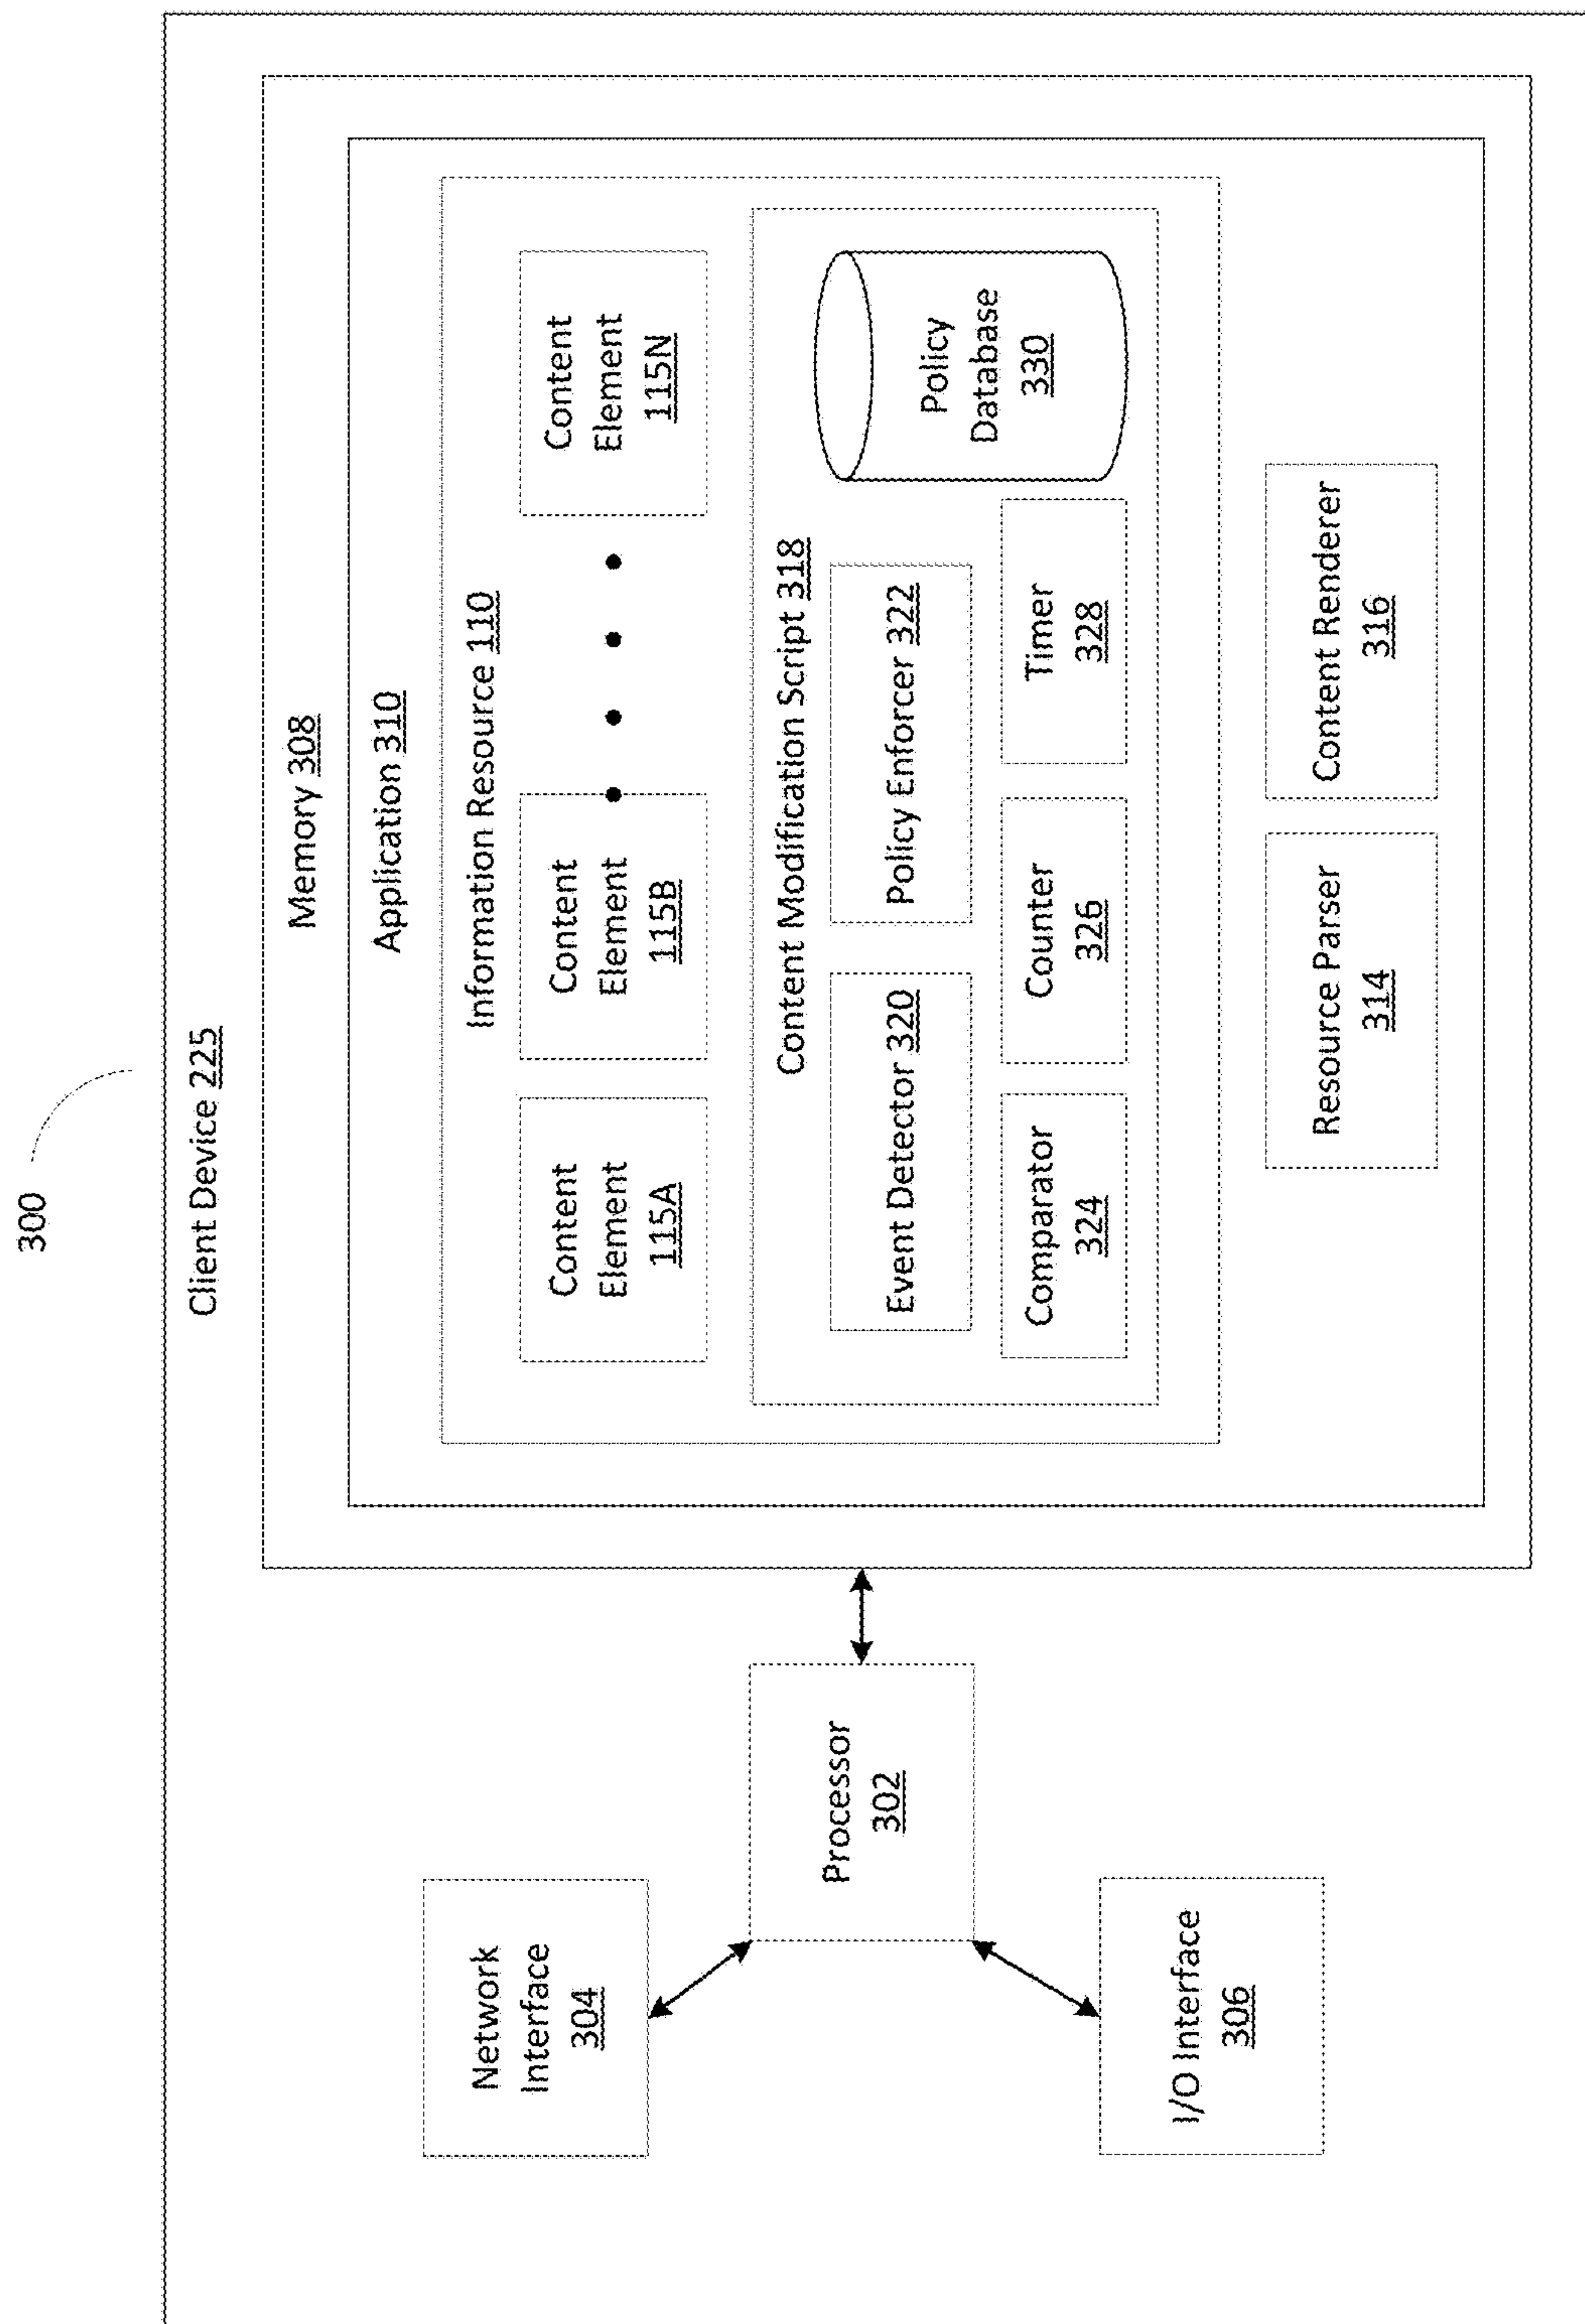 300
Client Device 225
Memory 308
Application 310
Information Resource 110
Content
Element
115A
Content
Element
115B
Content
Element
115N
Content Modification Script 318
Event Detector 320
Policy Enforcer 322
Comparator
324
Counter
326
Timer
328
Policy
Database
330
Resource Parser
314
Content Renderer
316
Network
Interface
304
Processor
302
I/O Interface
306